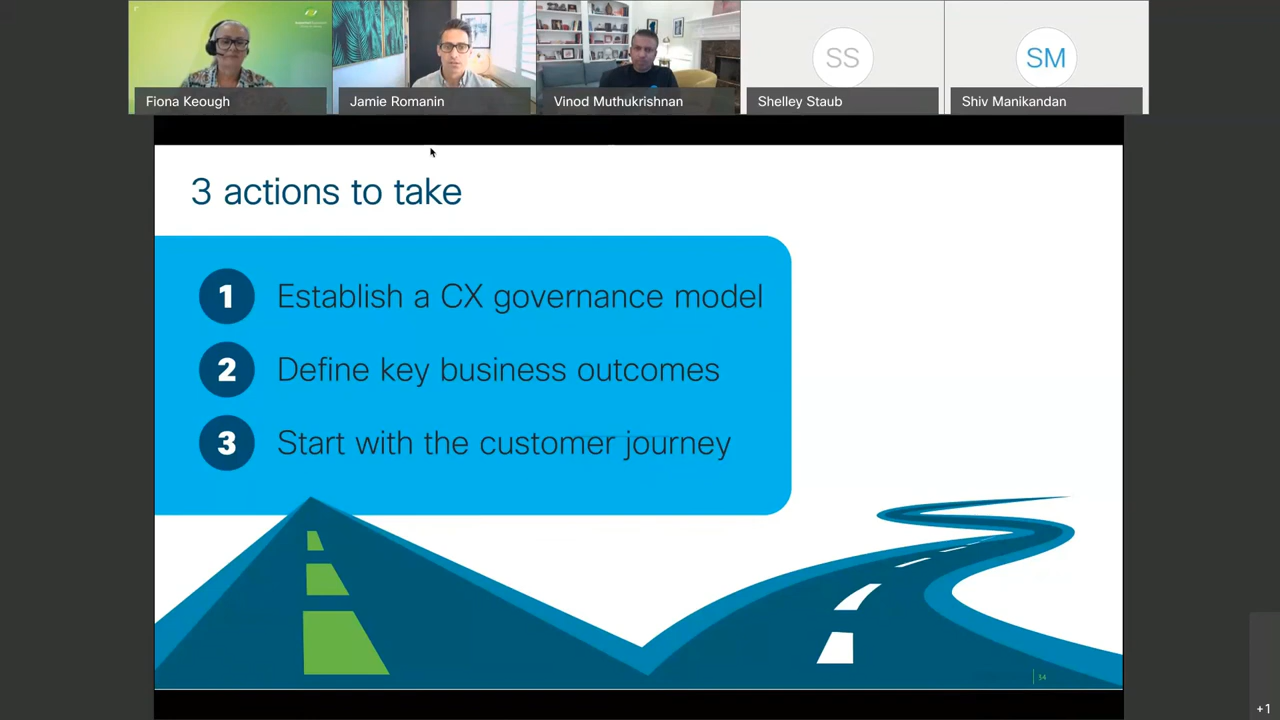 Fiona Keough
Jamie Romanin
Vinod Muthukrishnan
SS
Shelley Staub
SM
Shiv Manikandan
3 actions to take
1 Establish a CX governance model
2 Define key business outcomes
3 Start with the customer journey
+1